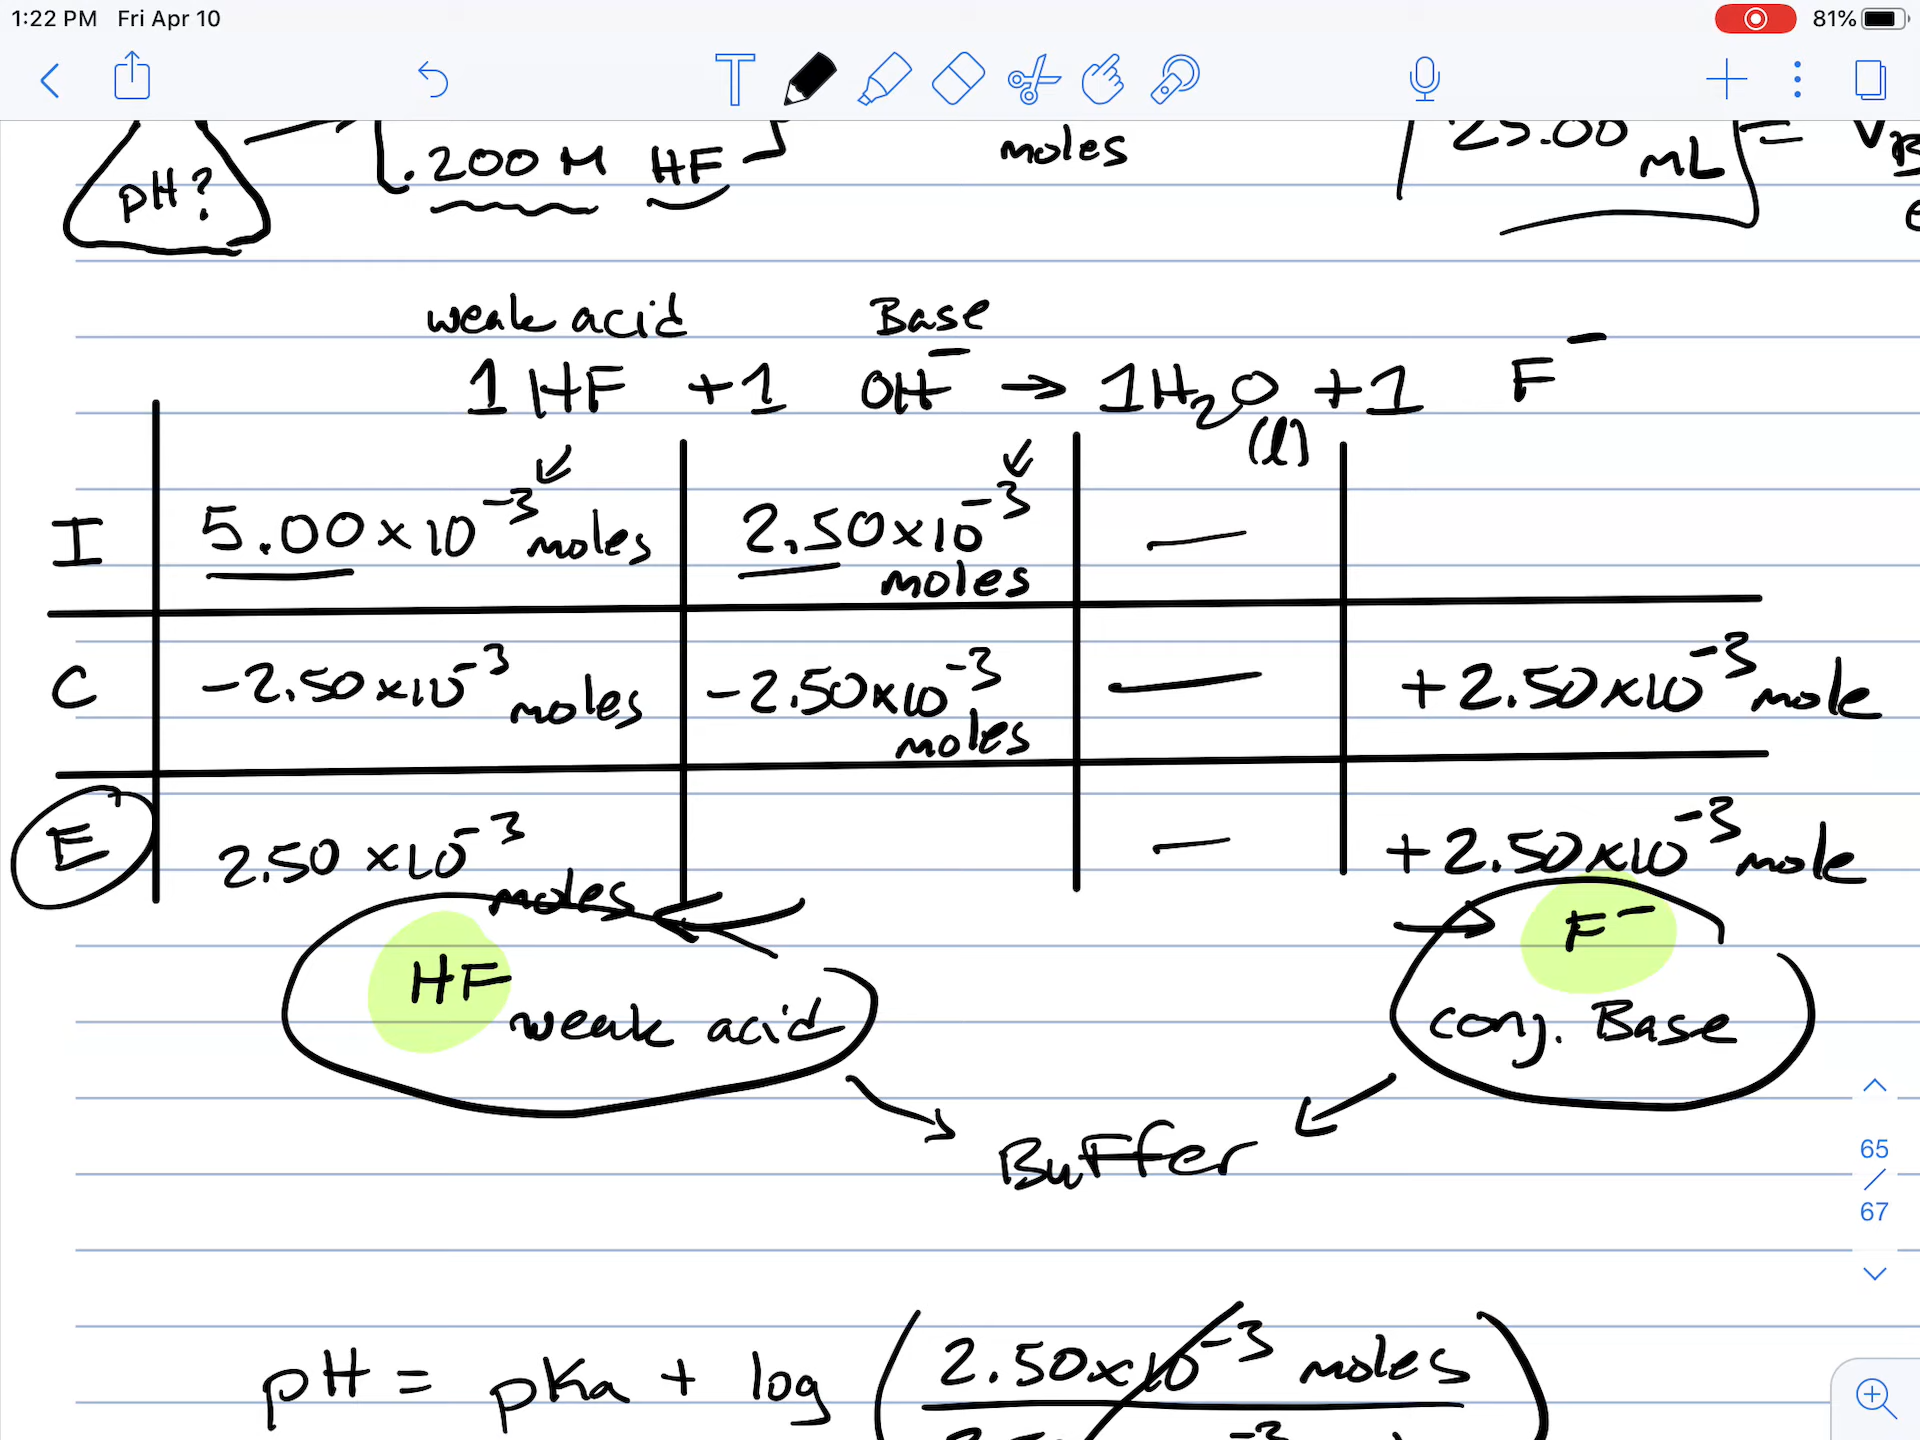 1:22 PM Fri Apr 10 81%
pH? .200 M HF moles 25.00 mL =
weak acid Base
1 HF +1 OH⁻ → 1H₂O (l) +1 F⁻
I 5.00 x 10⁻³ moles 2.50 x 10⁻³ moles —
C -2.50 x 10⁻³ moles -2.50 x 10⁻³ moles — +2.50 x 10⁻³ mole
E 2.50 x 10⁻³ moles — +2.50 x 10⁻³ mole
HF weak acid F⁻ conj. Base
Buffer
65
/
67
pH = pKa + log ( 2.50 x 10⁻³ moles )